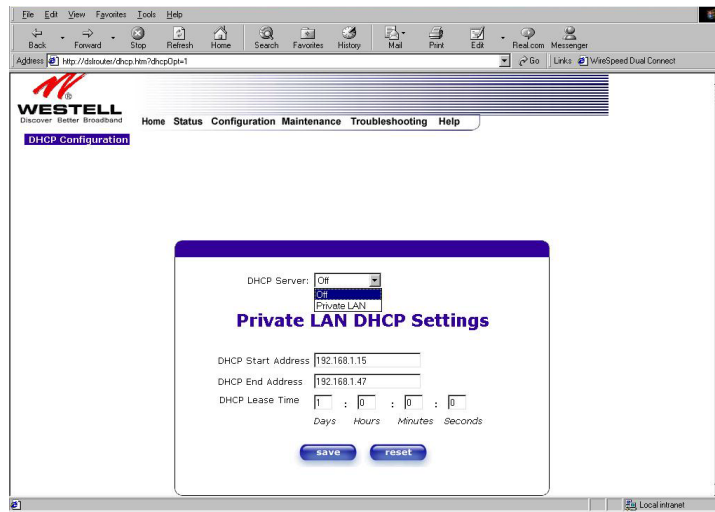 File Edit View Favorites Tools Help
Back Forward Stop Refresh Home Search Favorites History Mail Print Edit Real.com Messenger
Address http://dslrouter/dhcp.htm?dhcpOpt=1 Go Links WireSpeed Dual Connect
WESTELL
Discover Better Broadband
Home Status Configuration Maintenance Troubleshooting Help
DHCP Configuration
DHCP Server: Off
Off
Private LAN
Private LAN DHCP Settings
DHCP Start Address 192.168.1.15
DHCP End Address 192.168.1.47
DHCP Lease Time 1 : 0 : 0 : 0
Days Hours Minutes Seconds
save reset
Local intranet